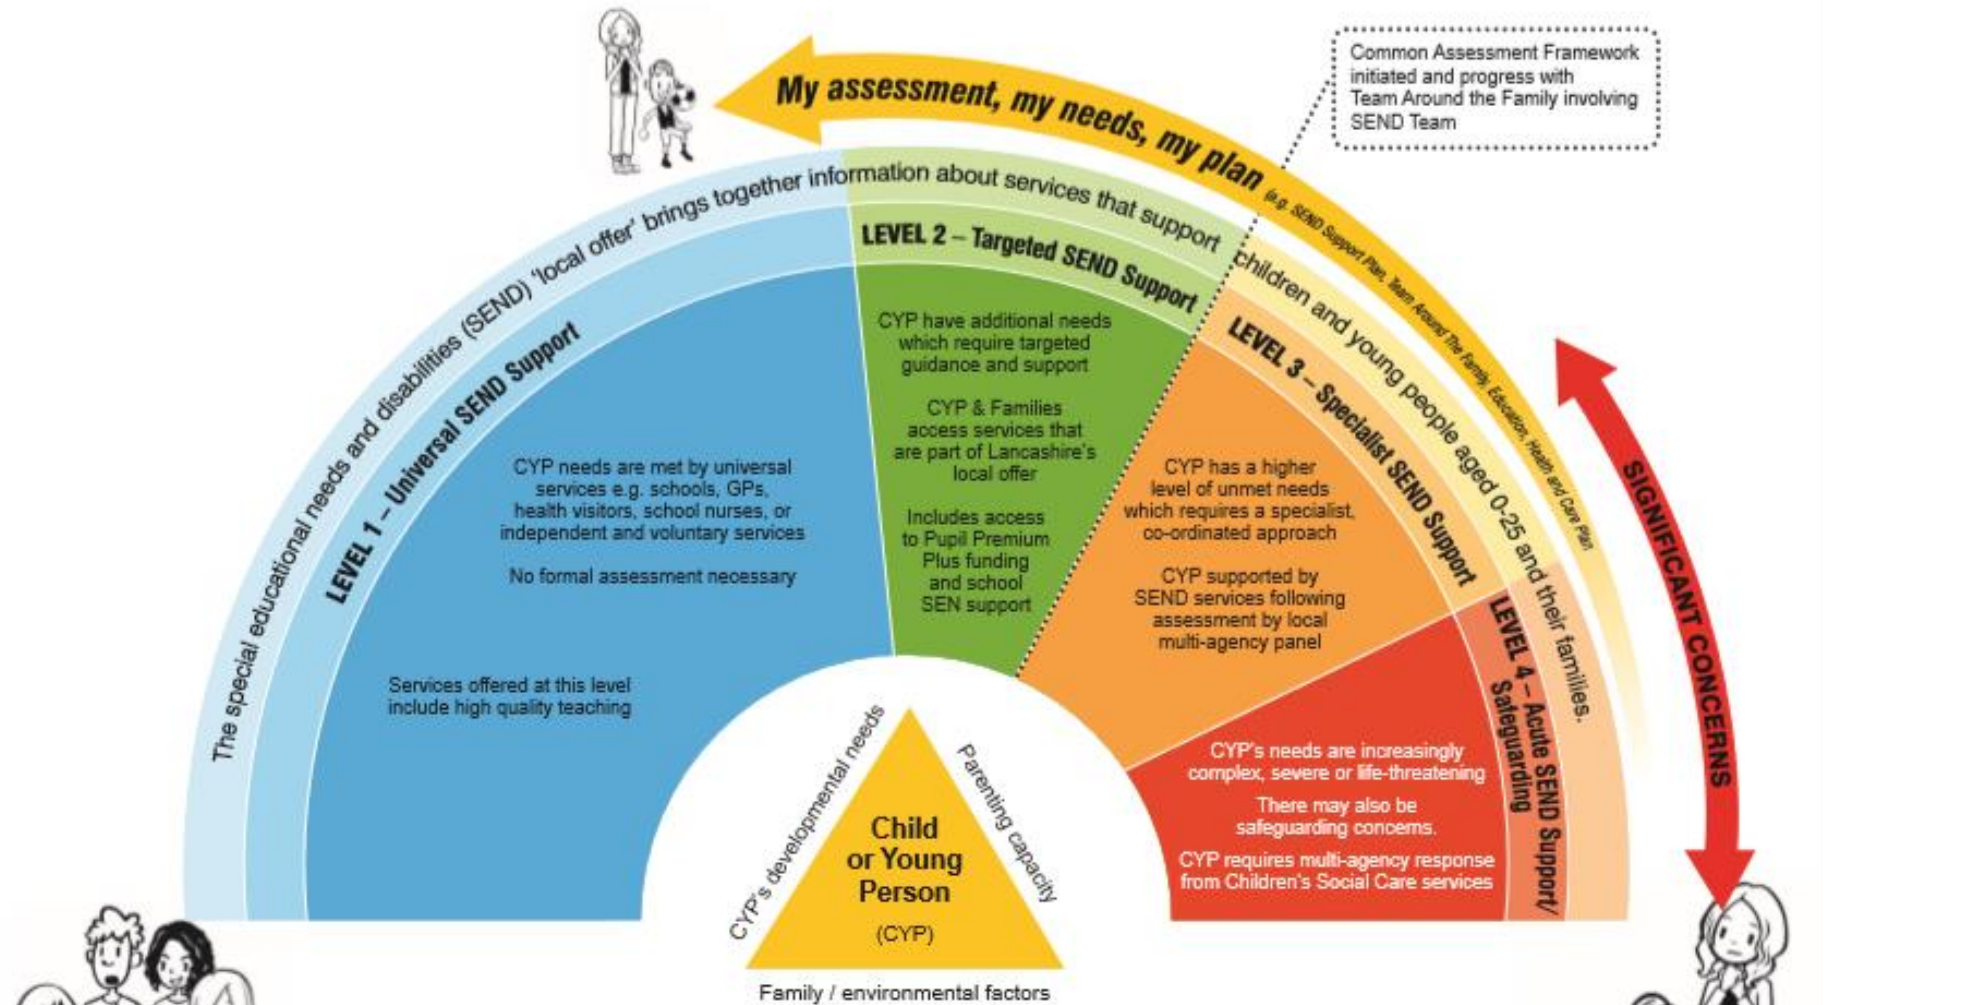 My assessment, my needs, my plan (e.g. SEND Support Plan, Team Around The Family, Education, Health and Care Plan
Common Assessment Framework
initiated and progress with
Team Around the Family involving
SEND Team
The special educational needs and disabilities (SEND) 'local offer' brings together information about services that support children and young people aged 0-25 and their families.
LEVEL 1 – Universal SEND Support
CYP needs are met by universal
services e.g. schools, GPs,
health visitors, school nurses, or
independent and voluntary services
No formal assessment necessary
Services offered at this level
include high quality teaching
LEVEL 2 – Targeted SEND Support
CYP have additional needs
which require targeted
guidance and support
CYP & Families
access services that
are part of Lancashire's
local offer
Includes access
to Pupil Premium
Plus funding
and school
SEN support
LEVEL 3 – Specialist SEND Support
CYP has a higher
level of unmet needs
which requires a specialist,
co-ordinated approach
CYP supported by
SEND services following
assessment by local
multi-agency panel
LEVEL 4 – Acute SEND Support/
Safeguarding
CYP's needs are increasingly
complex, severe or life-threatening
There may also be
safeguarding concerns.
CYP requires multi-agency response
from Children's Social Care services
SIGNIFICANT CONCERNS
CYP's developmental needs
Parenting capacity
Child
or Young
Person
(CYP)
Family / environmental factors